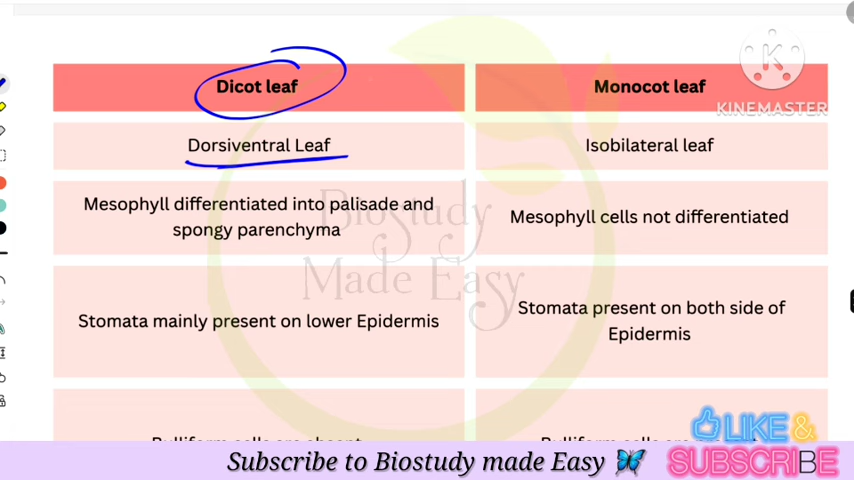 KINEMASTER
Dicot leaf
Monocot leaf
Dorsiventral Leaf
Isobilateral leaf
Mesophyll differentiated into palisade and
spongy parenchyma
Mesophyll cells not differentiated
Stomata mainly present on lower Epidermis
Stomata present on both side of
Epidermis
Biostudy
Made Easy
LIKE &
SUBSCRIBE
Subscribe to Biostudy made Easy